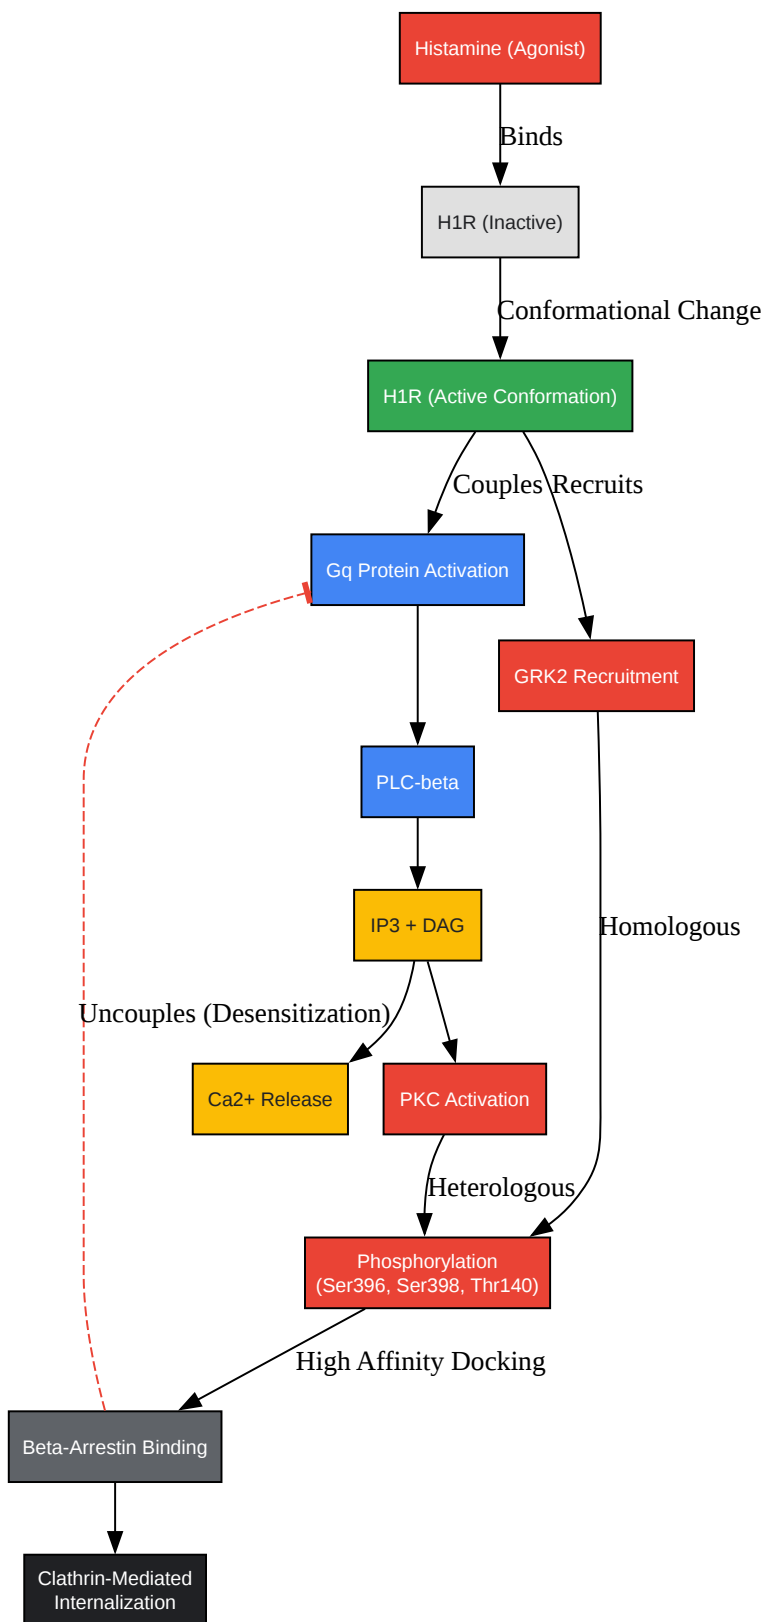 Histamine (Agonist)
Binds
H1R (Inactive)
Conformational Change
H1R (Active Conformation)
Couples
Recruits
Gq Protein Activation
GRK2 Recruitment
PLC-beta
IP3 + DAG
Homologous
Uncouples (Desensitization)
Ca2+ Release
PKC Activation
Heterologous
Phosphorylation
(Ser396, Ser398, Thr140)
High Affinity Docking
Beta-Arrestin Binding
Clathrin-Mediated
Internalization